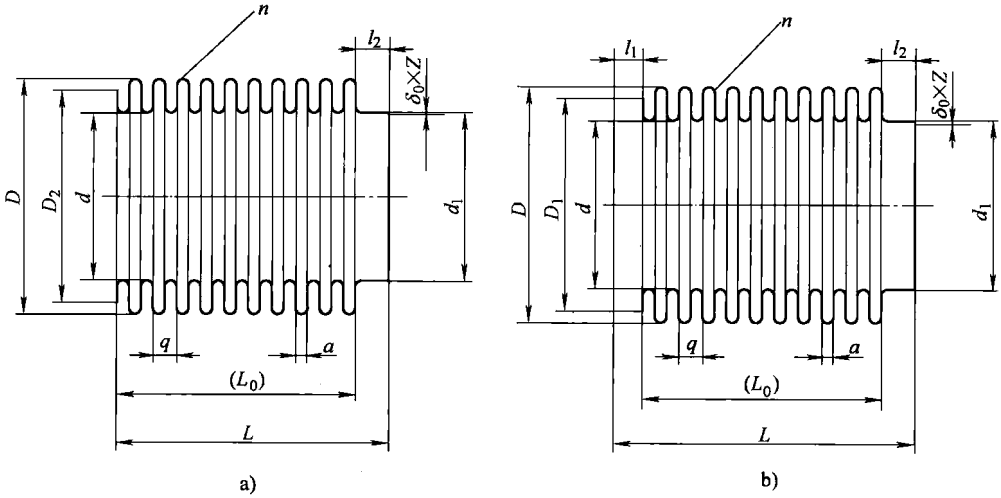 n
l₂
δ₀×Z
D
D₂
d
d₁
q
a
(L₀)
L
a)
n
l₁
l₂
δ₀×Z
D
D₁
d
d₁
q
a
(L₀)
L
b)